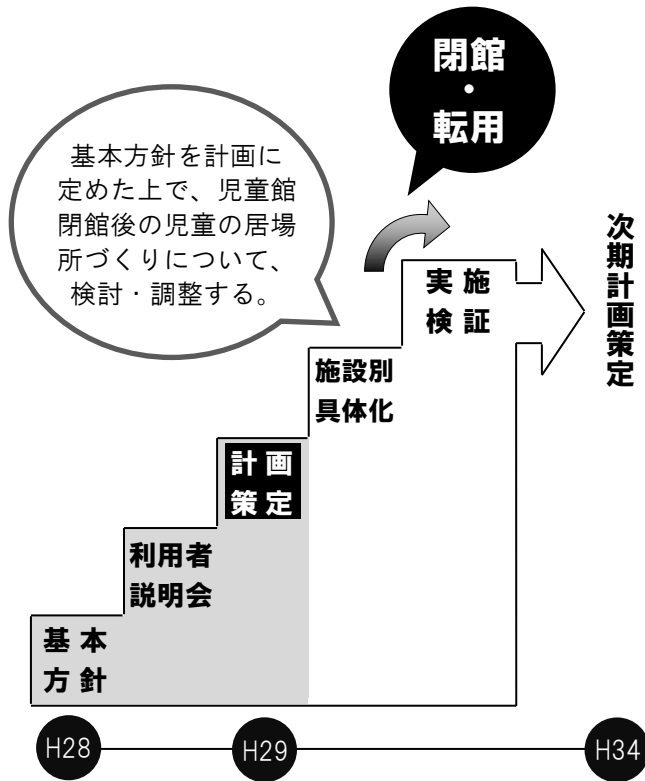 閉館
・
転用
基本方針を計画に
定めた上で、児童館
閉館後の児童の居場
所づくりについて、
検討・調整する。
次期計画策定
実施
検証
施設別
具体化
計画
策定
利用者
説明会
基本
方針
H28
H29
H34